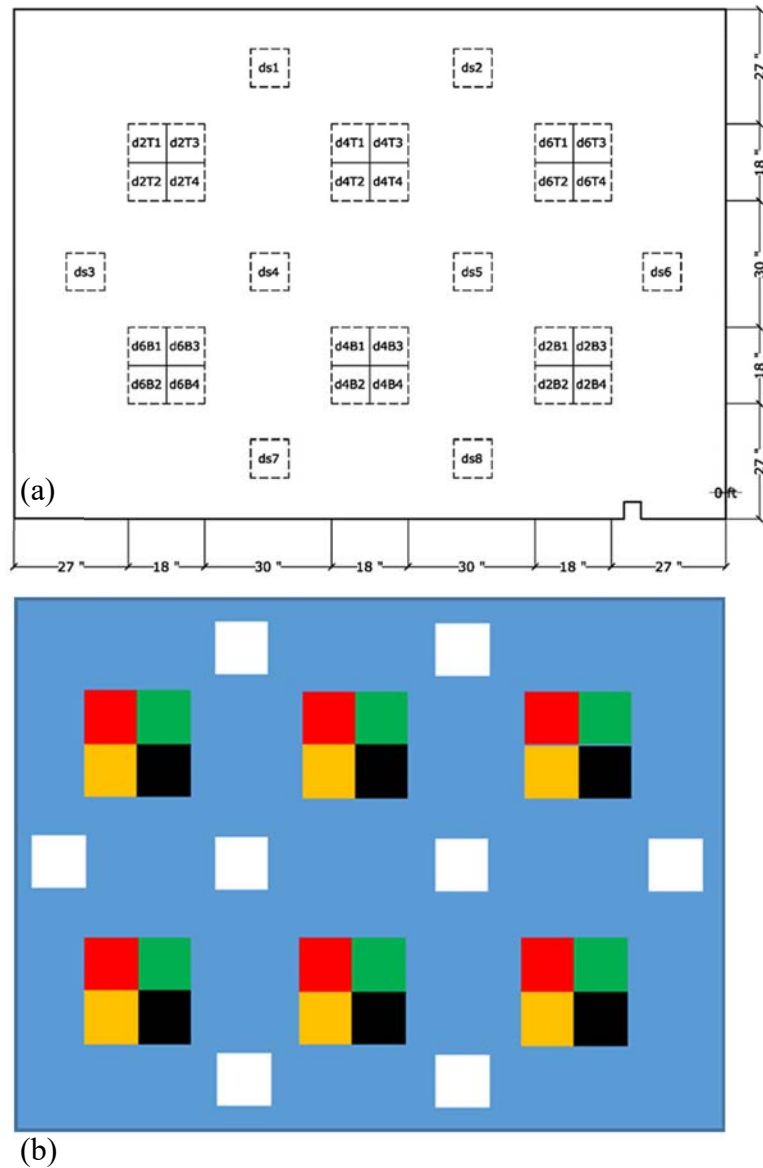 ds1 ds2
27 "
d2T1 d2T3 d4T1 d4T3 d6T1 d6T3
18 "
d2T2 d2T4 d4T2 d4T4 d6T2 d6T4
ds3 ds4 ds5 ds6
30 "
d6B1 d6B3 d4B1 d4B3 d2B1 d2B3
18 "
d6B2 d6B4 d4B2 d4B4 d2B2 d2B4
ds7 ds8
27 "
(a)
0 ft
27 " 18 " 30 " 18 " 30 " 18 " 27 "
(b)